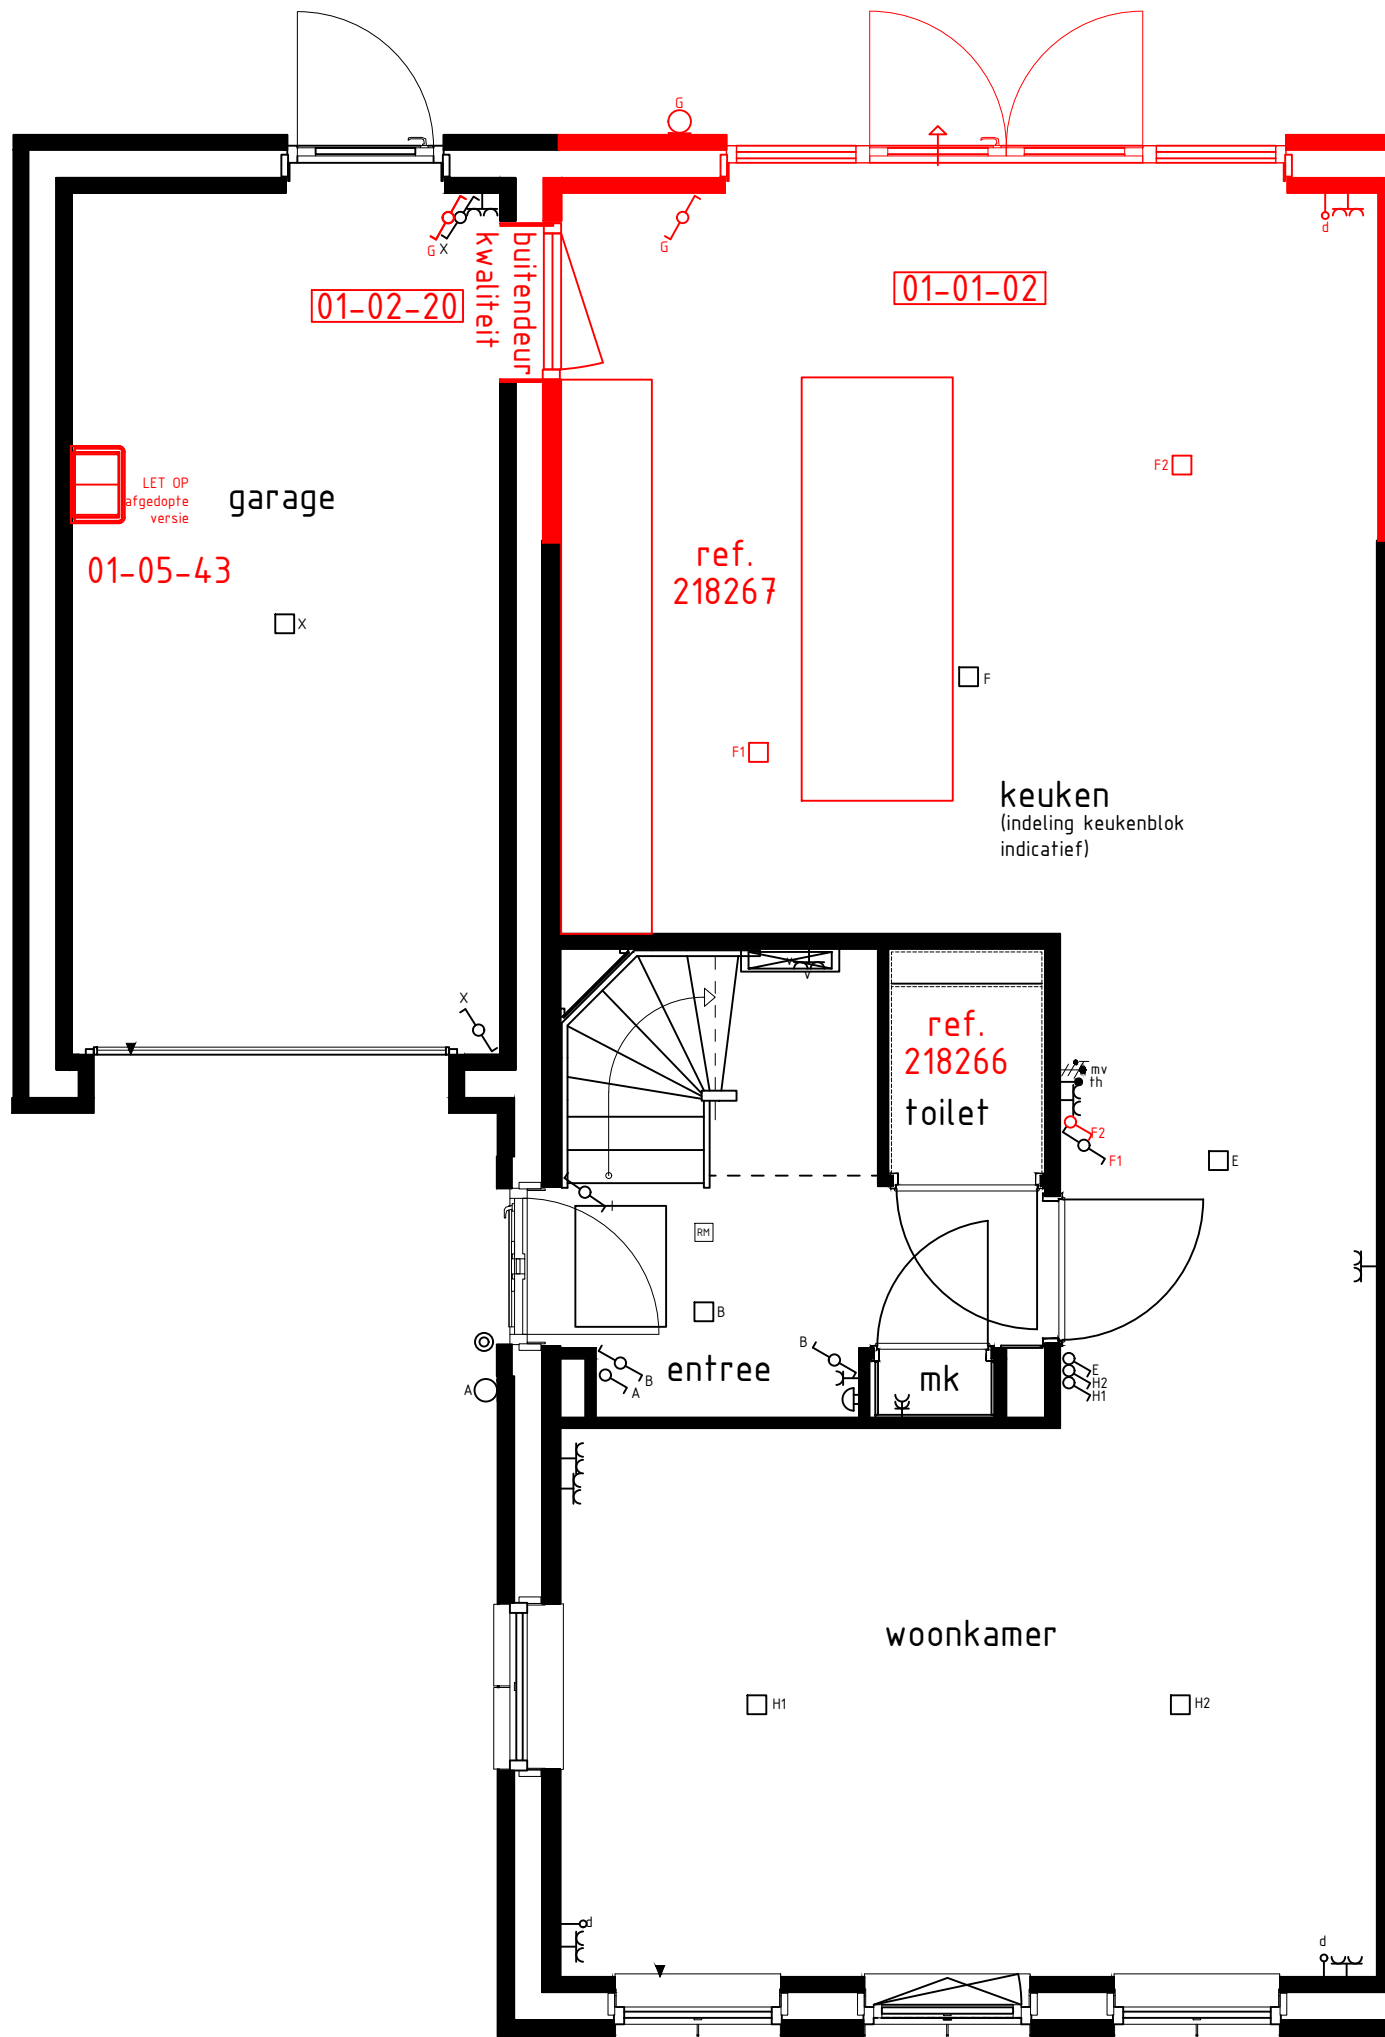 G
G
X
buitendeur
kwaliteit
G
d
01-02-20
01-01-02
F2
LET OP
afgedopte
versie
garage
01-05-43
ref.
218267
X
F
F1
keuken
(indeling keukenblok
indicatief)
X
v
v
ref.
218266
toilet
mv
th
F2
F1
E
I
RM
B
B
A
B
A
entree
B
mk
E
H2
H1
woonkamer
H1
H2
d
d